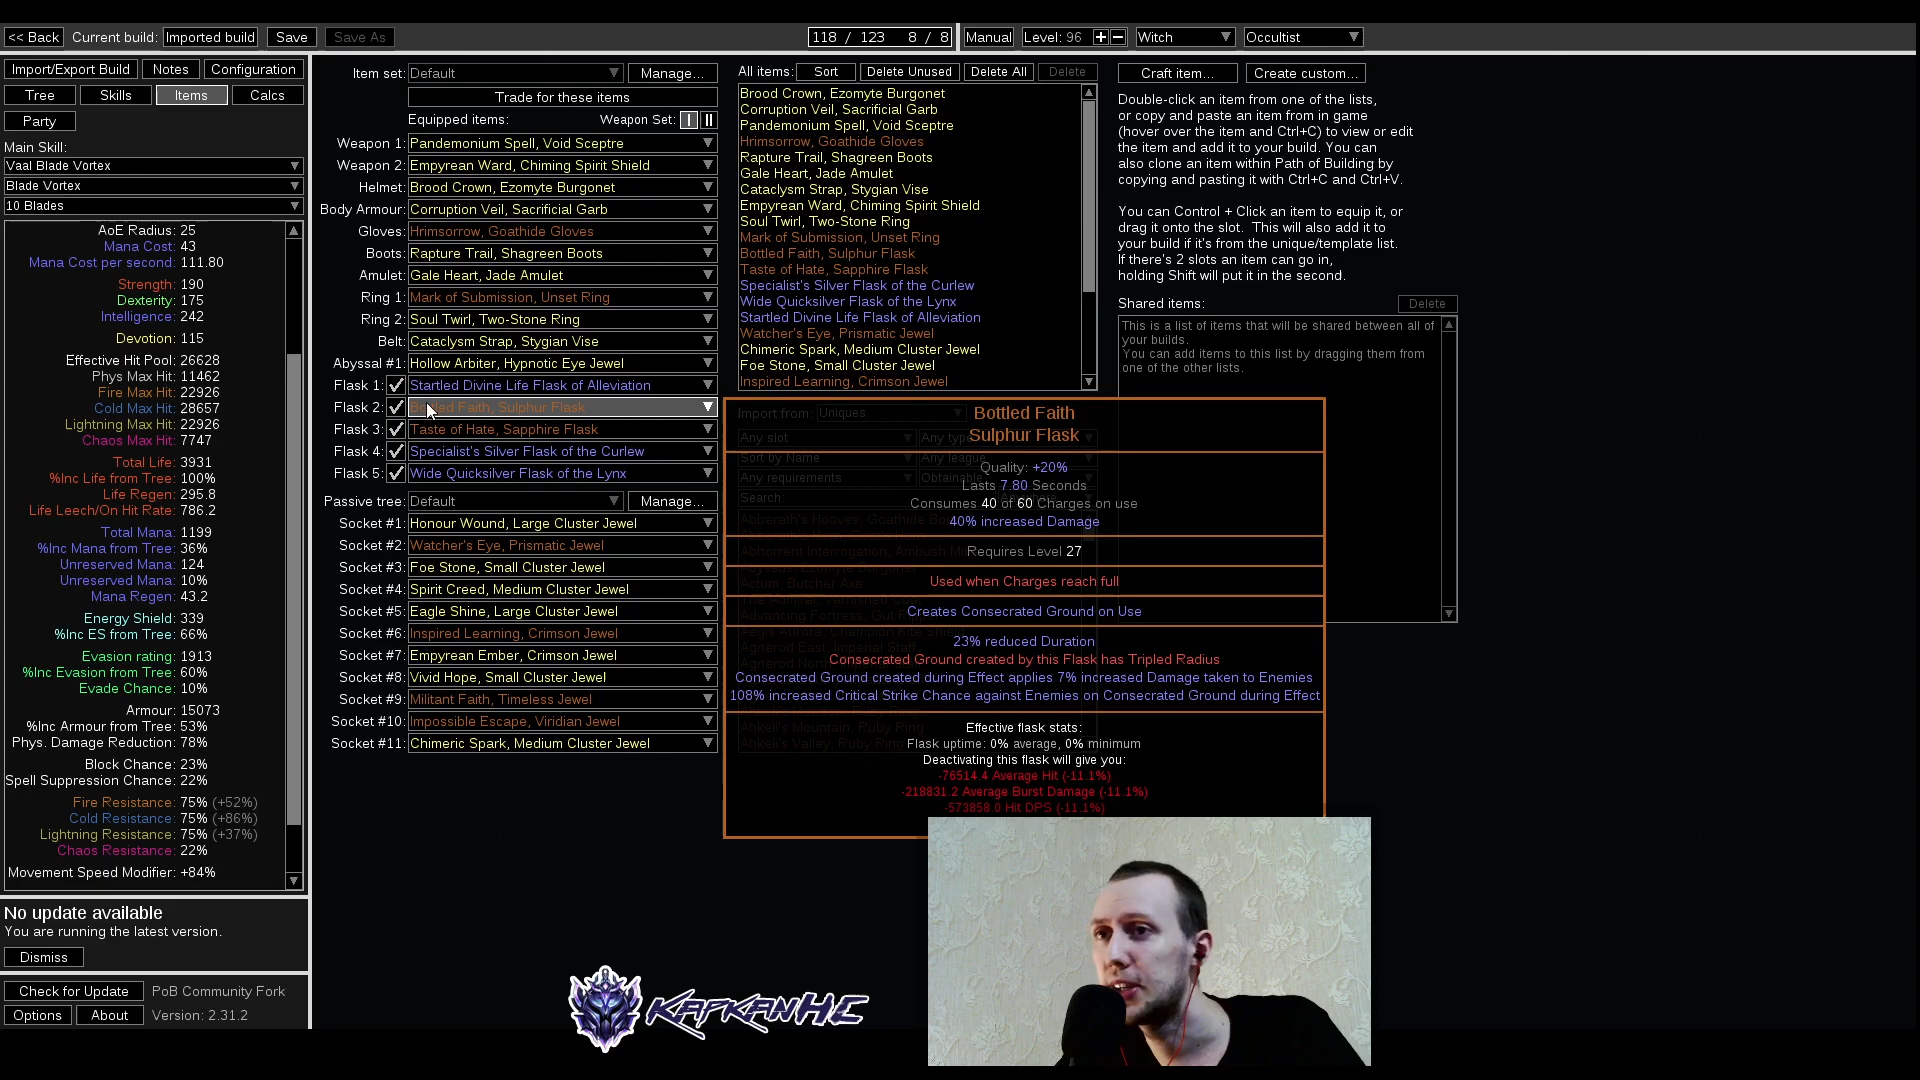 << Back Current build: Imported build Save Save As 118 / 123 8 / 8 Manual Level: 96 + − Witch Occultist
Import/Export Build Notes Configuration
Tree Skills Items Calcs
Party
Main Skill:
Vaal Blade Vortex
Blade Vortex
10 Blades
AoE Radius: 25
Mana Cost: 43
Mana Cost per second: 111.80
Strength: 190
Dexterity: 175
Intelligence: 242
Devotion: 115
Effective Hit Pool: 26628
Phys Max Hit: 11462
Fire Max Hit: 22926
Cold Max Hit: 28657
Lightning Max Hit: 22926
Chaos Max Hit: 7747
Total Life: 3931
%Inc Life from Tree: 100%
Life Regen: 295.8
Life Leech/On Hit Rate: 786.2
Total Mana: 1199
%Inc Mana from Tree: 36%
Unreserved Mana: 124
Unreserved Mana: 10%
Mana Regen: 43.2
Energy Shield: 339
%Inc ES from Tree: 66%
Evasion rating: 1913
%Inc Evasion from Tree: 60%
Evade Chance: 10%
Armour: 15073
%Inc Armour from Tree: 53%
Phys. Damage Reduction: 78%
Block Chance: 23%
Spell Suppression Chance: 22%
Fire Resistance: 75% (+52%)
Cold Resistance: 75% (+86%)
Lightning Resistance: 75% (+37%)
Chaos Resistance: 22%
Movement Speed Modifier: +84%
No update available
You are running the latest version.
Dismiss
Check for Update PoB Community Fork
Options About Version: 2.31.2
Item set: Default Manage...
Trade for these items
Equipped items: Weapon Set: I II
Weapon 1: Pandemonium Spell, Void Sceptre
Weapon 2: Empyrean Ward, Chiming Spirit Shield
Helmet: Brood Crown, Ezomyte Burgonet
Body Armour: Corruption Veil, Sacrificial Garb
Gloves: Hrimsorrow, Goathide Gloves
Boots: Rapture Trail, Shagreen Boots
Amulet: Gale Heart, Jade Amulet
Ring 1: Mark of Submission, Unset Ring
Ring 2: Soul Twirl, Two-Stone Ring
Belt: Cataclysm Strap, Stygian Vise
Abyssal #1: Hollow Arbiter, Hypnotic Eye Jewel
Flask 1: Startled Divine Life Flask of Alleviation
Flask 2: Bottled Faith, Sulphur Flask
Flask 3: Taste of Hate, Sapphire Flask
Flask 4: Specialist's Silver Flask of the Curlew
Flask 5: Wide Quicksilver Flask of the Lynx
Passive tree: Default Manage...
Socket #1: Honour Wound, Large Cluster Jewel
Socket #2: Watcher's Eye, Prismatic Jewel
Socket #3: Foe Stone, Small Cluster Jewel
Socket #4: Spirit Creed, Medium Cluster Jewel
Socket #5: Eagle Shine, Large Cluster Jewel
Socket #6: Inspired Learning, Crimson Jewel
Socket #7: Empyrean Ember, Crimson Jewel
Socket #8: Vivid Hope, Small Cluster Jewel
Socket #9: Militant Faith, Timeless Jewel
Socket #10: Impossible Escape, Viridian Jewel
Socket #11: Chimeric Spark, Medium Cluster Jewel
All items: Sort Delete Unused Delete All Delete
Brood Crown, Ezomyte Burgonet
Corruption Veil, Sacrificial Garb
Pandemonium Spell, Void Sceptre
Hrimsorrow, Goathide Gloves
Rapture Trail, Shagreen Boots
Gale Heart, Jade Amulet
Cataclysm Strap, Stygian Vise
Empyrean Ward, Chiming Spirit Shield
Soul Twirl, Two-Stone Ring
Mark of Submission, Unset Ring
Bottled Faith, Sulphur Flask
Taste of Hate, Sapphire Flask
Specialist's Silver Flask of the Curlew
Wide Quicksilver Flask of the Lynx
Startled Divine Life Flask of Alleviation
Watcher's Eye, Prismatic Jewel
Chimeric Spark, Medium Cluster Jewel
Foe Stone, Small Cluster Jewel
Inspired Learning, Crimson Jewel
Import from: Uniques
Any slot Any type
Sort by Name Any league
Any requirements Obtainable
Search:
Bottled Faith
Sulphur Flask
Quality: +20%
Lasts 7.80 Seconds
Consumes 40 of 60 Charges on use
40% increased Damage
Requires Level 27
Used when Charges reach full
Creates Consecrated Ground on Use
23% reduced Duration
Consecrated Ground created by this Flask has Tripled Radius
Consecrated Ground created during Effect applies 7% increased Damage taken to Enemies
108% increased Critical Strike Chance against Enemies on Consecrated Ground during Effect
Effective flask stats:
Flask uptime: 0% average, 0% minimum
Deactivating this flask will give you:
-76514.4 Average Hit (-11.1%)
-218831.2 Average Burst Damage (-11.1%)
-573858.0 Hit DPS (-11.1%)
Ahkeli's Mountain, Ruby Ring
Ahkeli's Valley, Ruby Ring
Craft item... Create custom...
Double-click an item from one of the lists,
or copy and paste an item from in game
(hover over the item and Ctrl+C) to view or edit
the item and add it to your build. You can
also clone an item within Path of Building by
copying and pasting it with Ctrl+C and Ctrl+V.
You can Control + Click an item to equip it, or
drag it onto the slot. This will also add it to
your build if it's from the unique/template list.
If there's 2 slots an item can go in,
holding Shift will put it in the second.
Shared items: Delete
This is a list of items that will be shared between all of
your builds.
You can add items to this list by dragging them from
one of the other lists.
KAPKANHC